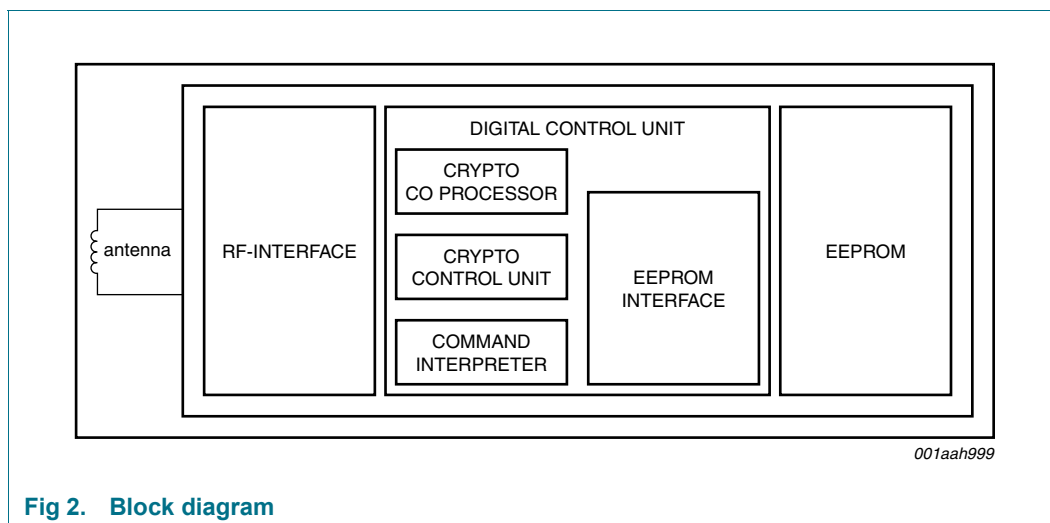 DIGITAL CONTROL UNIT
CRYPTO
CO PROCESSOR
antenna
RF-INTERFACE
CRYPTO
CONTROL UNIT
EEPROM
INTERFACE
EEPROM
COMMAND
INTERPRETER
001aah999
Fig 2. Block diagram